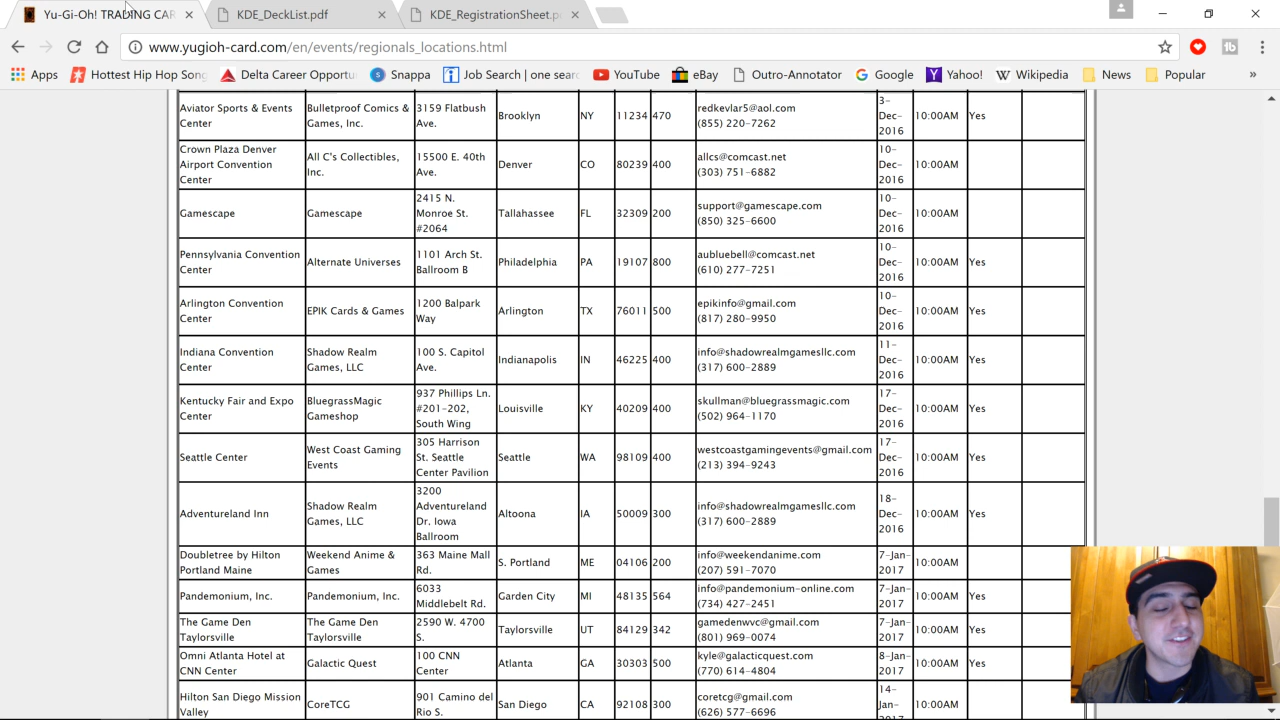 Yu-Gi-Oh! TRADING CAR
KDE_DeckList.pdf
KDE_RegistrationSheet.p
www.yugioh-card.com/en/events/regionals_locations.html
Apps
Hottest Hip Hop Song
Delta Career Opportu
Snappa
Job Search | one sear
YouTube
eBay
Outro-Annotator
Google
Yahoo!
Wikipedia
News
Popular
Aviator Sports & Events
Center
Bulletproof Comics &
Games, Inc.
3159 Flatbush
Ave.
Brooklyn
NY
11234
470
redkevlar5@aol.com
(855) 220-7262
3-
Dec-
2016
10:00AM
Yes
Crown Plaza Denver
Airport Convention
Center
All C's Collectibles,
Inc.
15500 E. 40th
Ave.
Denver
CO
80239
400
allcs@comcast.net
(303) 751-6882
10-
Dec-
2016
10:00AM
Yes
Gamescape
Gamescape
2415 N.
Monroe St.
#2064
Tallahassee
FL
32309
200
support@gamescape.com
(850) 325-6600
10-
Dec-
2016
10:00AM
Pennsylvania Convention
Center
Alternate Universes
1101 Arch St.
Ballroom B
Philadelphia
PA
19107
800
aubluebell@comcast.net
(610) 277-7251
10-
Dec-
2016
10:00AM
Yes
Arlington Convention
Center
EPIK Cards & Games
1200 Balpark
Way
Arlington
TX
76011
500
epikinfo@gmail.com
(817) 280-9950
10-
Dec-
2016
10:00AM
Yes
Indiana Convention
Center
Shadow Realm
Games, LLC
100 S. Capitol
Ave.
Indianapolis
IN
46225
400
info@shadowrealmgamesllc.com
(317) 600-2889
11-
Dec-
2016
10:00AM
Yes
Kentucky Fair and Expo
Center
BluegrassMagic
Gameshop
937 Phillips Ln.
#201-202,
South Wing
Louisville
KY
40209
400
skullman@bluegrassmagic.com
(502) 964-1170
17-
Dec-
2016
10:00AM
Yes
Seattle Center
West Coast Gaming
Events
305 Harrison
St. Seattle
Center Pavilion
Seattle
WA
98109
400
westcoastgamingevents@gmail.com
(213) 394-9243
17-
Dec-
2016
10:00AM
Yes
Adventureland Inn
Shadow Realm
Games, LLC
3200
Adventureland
Dr. Iowa
Ballroom
Altoona
IA
50009
300
info@shadowrealmgamesllc.com
(317) 600-2889
18-
Dec-
2016
10:00AM
Yes
Doubletree by Hilton
Portland Maine
Weekend Anime &
Games
363 Maine Mall
Rd.
S. Portland
ME
04106
200
info@weekendanime.com
(207) 591-7070
7-Jan-
2017
10:00AM
Pandemonium, Inc.
Pandemonium, Inc.
6033
Middlebelt Rd.
Garden City
MI
48135
564
info@pandemonium-online.com
(734) 427-2451
7-Jan-
2017
10:00AM
Yes
The Game Den
Taylorsville
The Game Den
Taylorsville
2590 W. 4700
S.
Taylorsville
UT
84129
342
gamedenwvc@gmail.com
(801) 969-0074
7-Jan-
2017
10:00AM
Yes
Omni Atlanta Hotel at
CNN Center
Galactic Quest
100 CNN
Center
Atlanta
GA
30303
500
kyle@galacticquest.com
(770) 614-4804
8-Jan-
2017
10:00AM
Yes
Hilton San Diego Mission
Valley
CoreTCG
901 Camino del
Rio S.
San Diego
CA
92108
300
coretcg@gmail.com
(626) 577-6696
14-
Jan-
2017
10:00AM
Yes